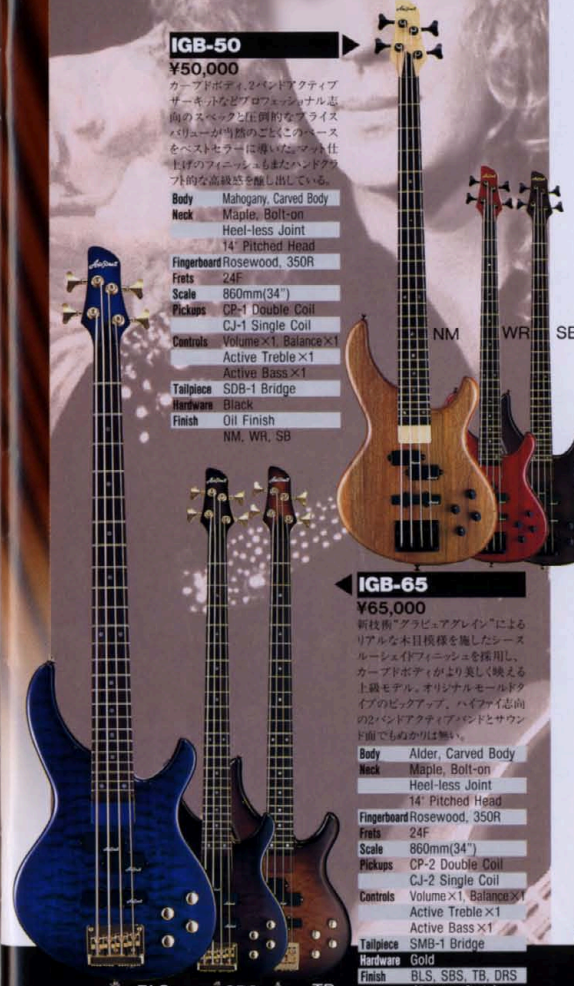 IGB-50
¥50,000
カーブドボディ、2バンドアクティブ
サーキットなどプロフェッショナル志
向のスペックと圧倒的なプライス
バリューが当然のごとくこのベース
をベストセラーに導いた。マット仕
上げのフィニッシュもまたハンドクラ
フト的な高級感を醸し出している。
Body Mahogany, Carved Body
Neck Maple, Bolt-on
Heel-less Joint
14° Pitched Head
Fingerboard Rosewood, 350R
Frets 24F
Scale 860mm(34")
Pickups CP-1 Double Coil
CJ-1 Single Coil
Controls Volume×1, Balance×1
Active Treble×1
Active Bass×1
Tailpiece SDB-1 Bridge
Hardware Black
Finish Oil Finish
NM, WR, SB
NM
WR
SB
IGB-65
¥65,000
新技術"グラビュアグレイン"による
リアルな木目模様を施したシース
ルーシェイドフィニッシュを採用し、
カーブドボディがより美しく映える
上級モデル。オリジナルモールドタ
イプのピックアップ、ハイファイ志向
の2バンドアクティブバンドとサウン
ド面でもぬかりは無い。
Body Alder, Carved Body
Neck Maple, Bolt-on
Heel-less Joint
14° Pitched Head
Fingerboard Rosewood, 350R
Frets 24F
Scale 860mm(34")
Pickups CP-2 Double Coil
CJ-2 Single Coil
Controls Volume×1, Balance×1
Active Treble×1
Active Bass×1
Tailpiece SMB-1 Bridge
Hardware Gold
Finish BLS, SBS, TB, DRS